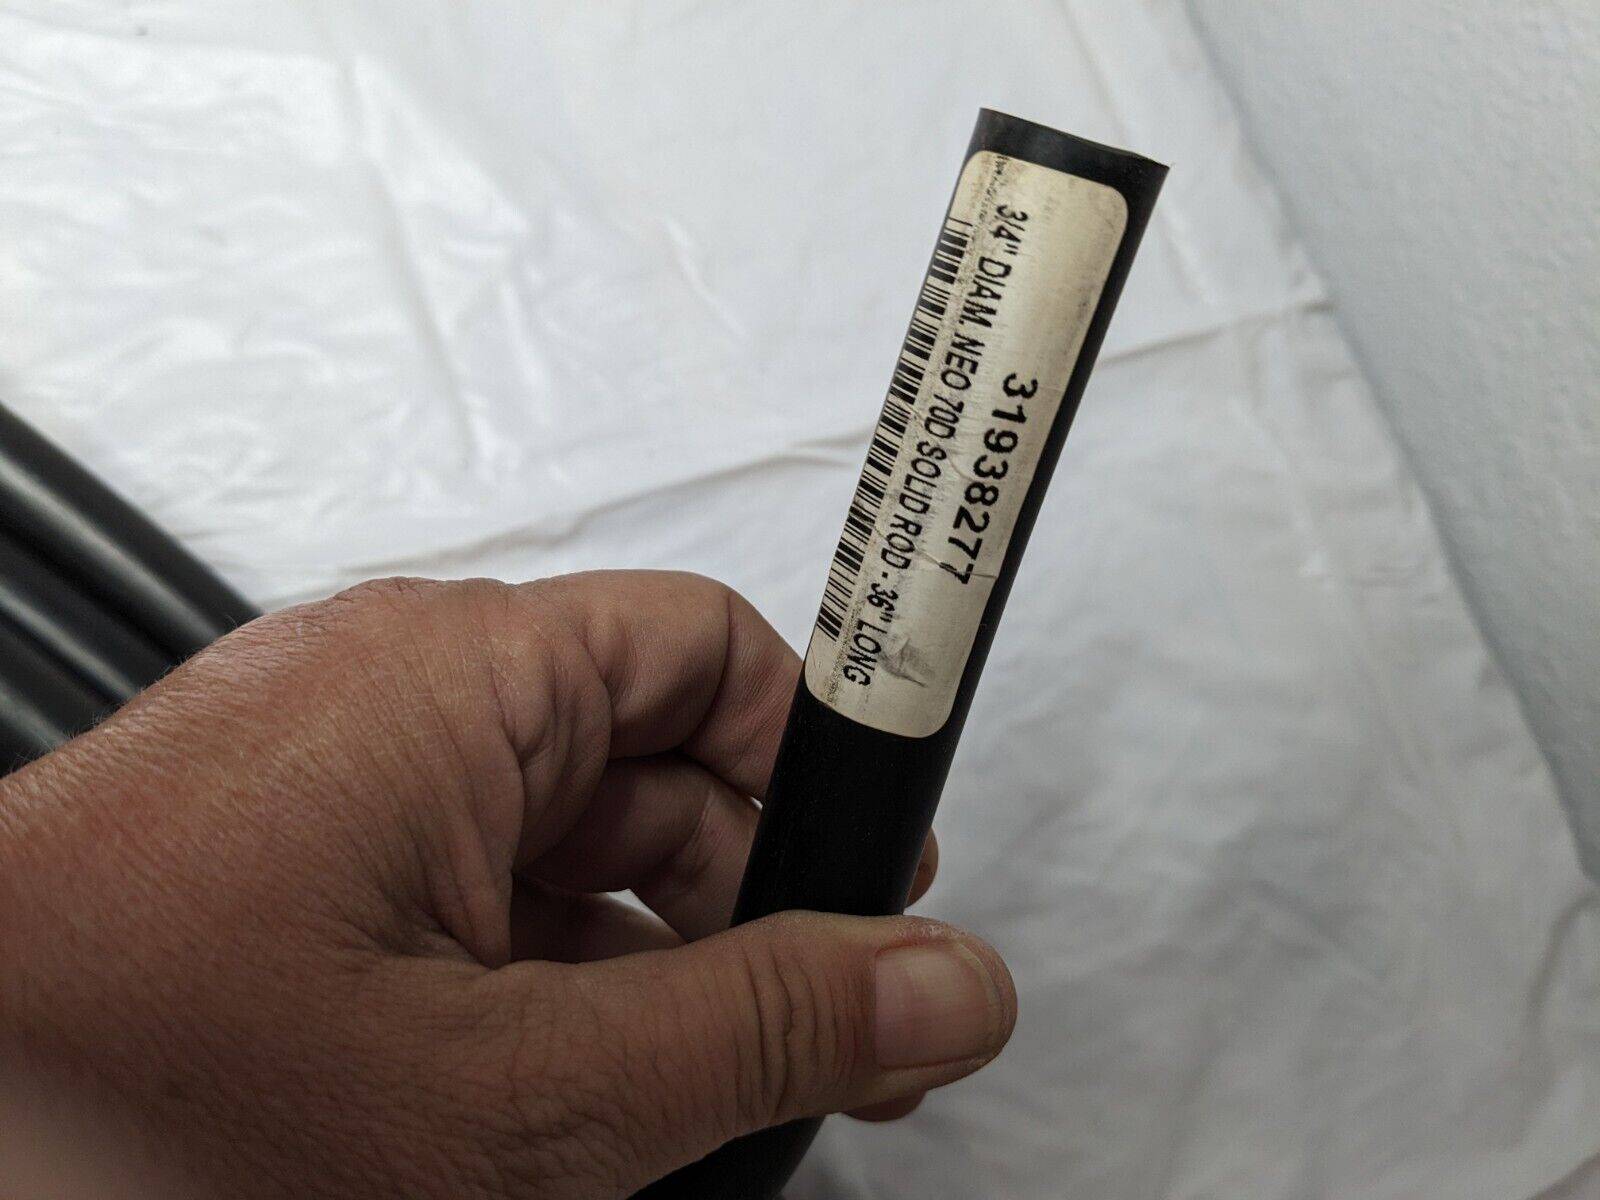 31938277
3/4" DIAM. NEO 70D SOLID ROD - 36" LONG